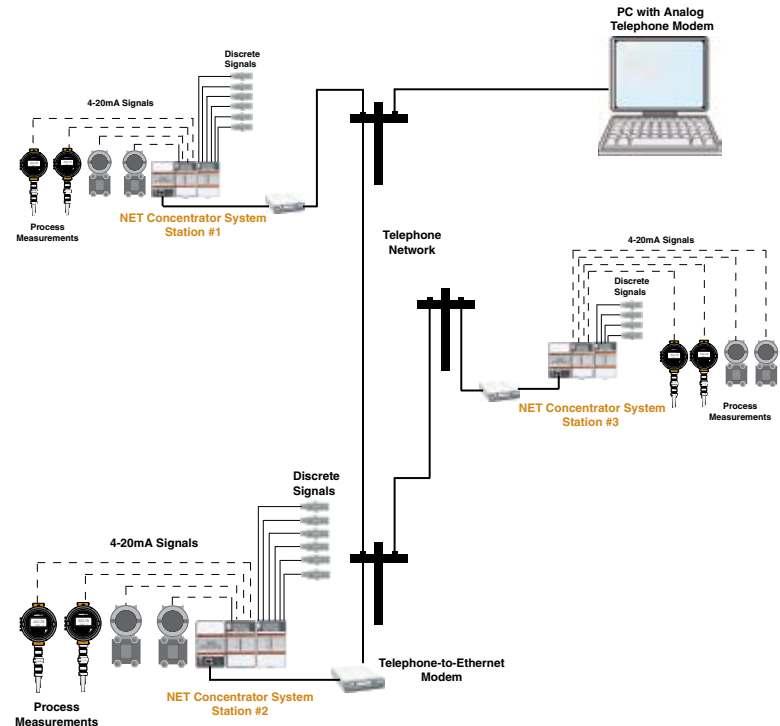 PC with Analog
Telephone Modem
Discrete
Signals
4-20mA Signals
Process
Measurements
NET Concentrator System
Station #1
Telephone
Network
4-20mA Signals
Discrete
Signals
NET Concentrator System
Station #3
Process
Measurements
Discrete
Signals
4-20mA Signals
Process
Measurements
NET Concentrator System
Station #2
Telephone-to-Ethernet
Modem